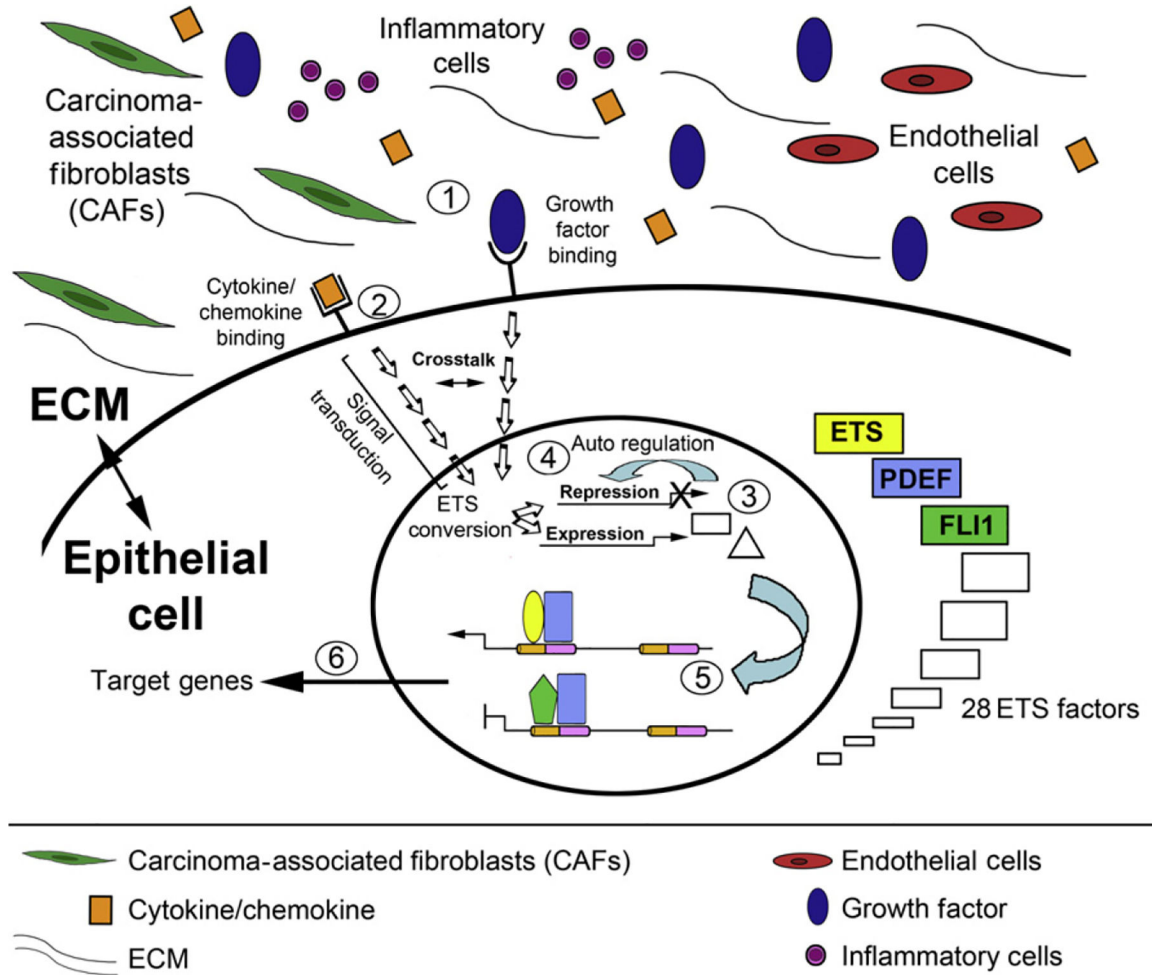 Inflammatory
cells
Carcinoma-
associated
fibroblasts
(CAFs)
Endothelial
cells
1
Growth
factor
binding
Cytokine/
chemokine
binding
2
Crosstalk
Signal
transduction
ECM
Epithelial
cell
4
Auto regulation
ETS
conversion
Repression
X
3
Expression
5
6
Target genes
ETS
PDEF
FLI1
28 ETS factors
Carcinoma-associated fibroblasts (CAFs)
Cytokine/chemokine
ECM
Endothelial cells
Growth factor
Inflammatory cells